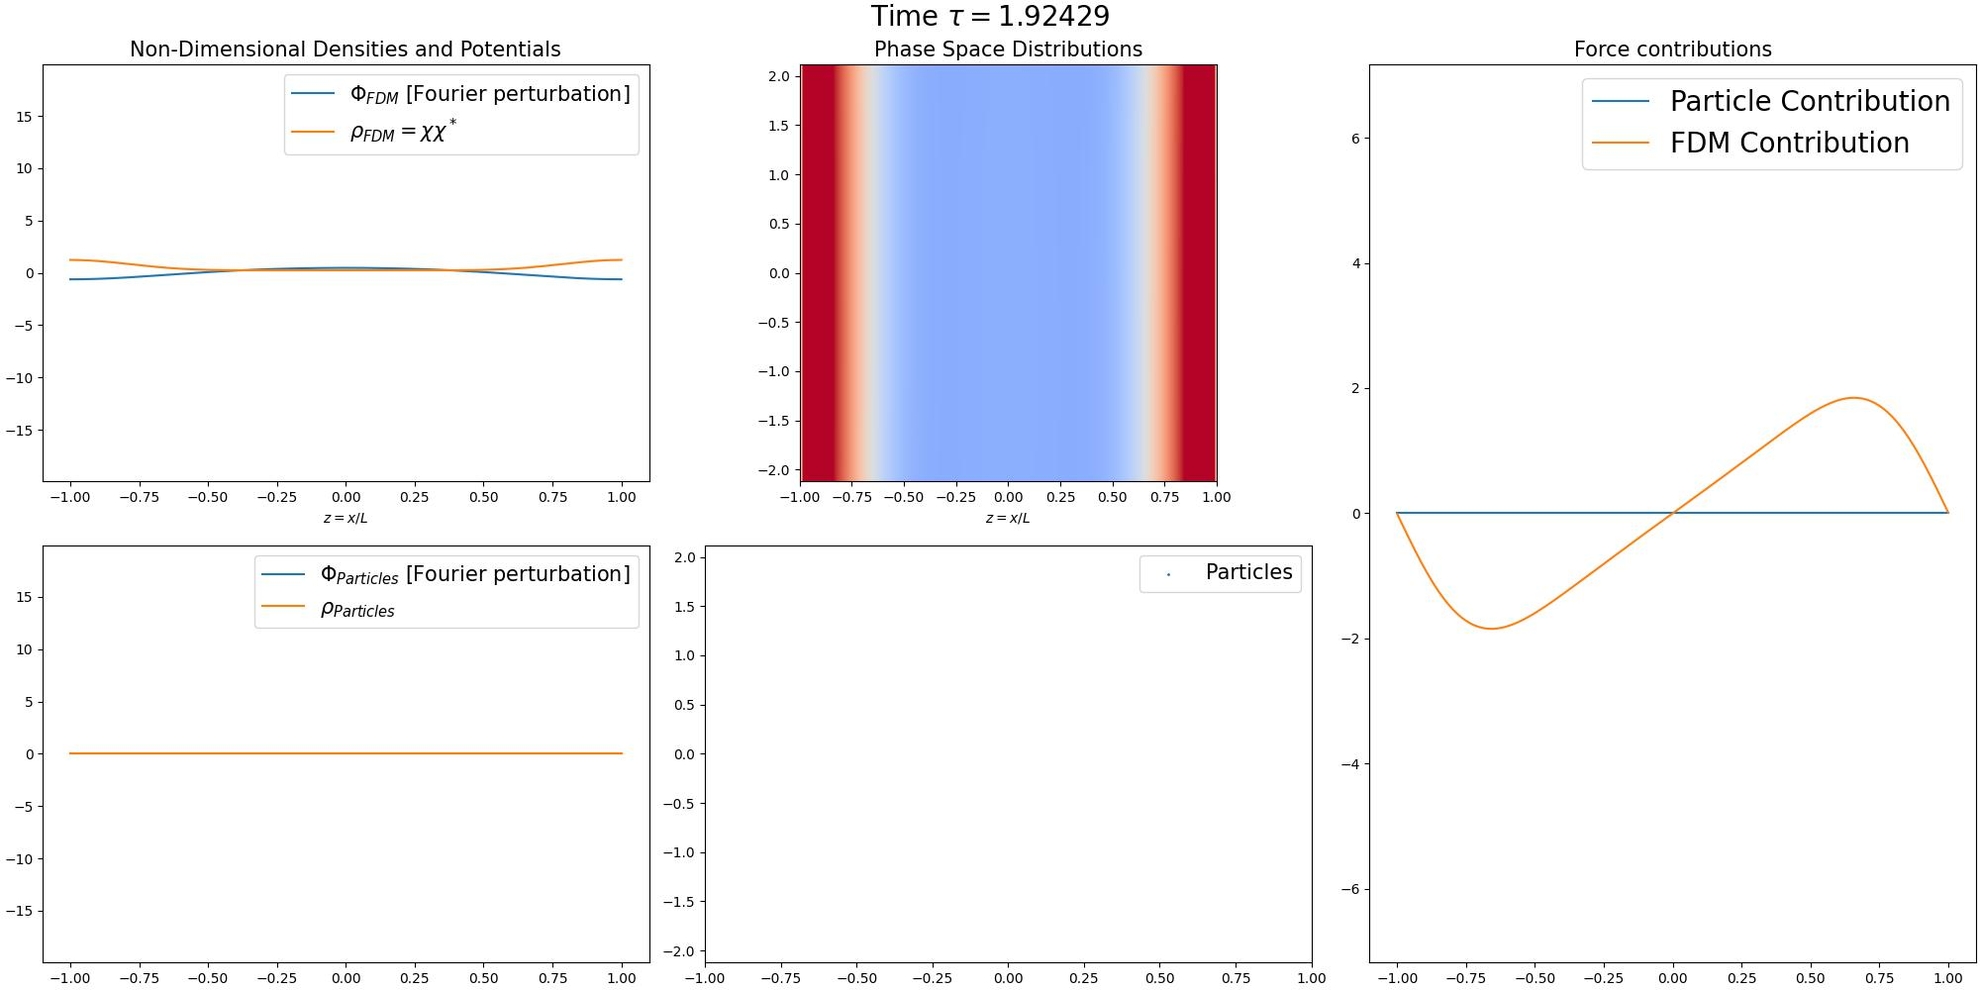 Time τ = 1.92429
Non-Dimensional Densities and Potentials
Φ_FDM [Fourier perturbation]
ρ_FDM = χχ*
15
10
5
0
−5
−10
−15
−1.00 −0.75 −0.50 −0.25 0.00 0.25 0.50 0.75 1.00
z = x/L
Phase Space Distributions
2.0
1.5
1.0
0.5
0.0
−0.5
−1.0
−1.5
−2.0
−1.00 −0.75 −0.50 −0.25 0.00 0.25 0.50 0.75 1.00
z = x/L
Force contributions
Particle Contribution
FDM Contribution
6
4
2
0
−2
−4
−6
−1.00 −0.75 −0.50 −0.25 0.00 0.25 0.50 0.75 1.00
Φ_Particles [Fourier perturbation]
ρ_Particles
15
10
5
0
−5
−10
−15
−1.00 −0.75 −0.50 −0.25 0.00 0.25 0.50 0.75 1.00
Particles
2.0
1.5
1.0
0.5
0.0
−0.5
−1.0
−1.5
−2.0
−1.00 −0.75 −0.50 −0.25 0.00 0.25 0.50 0.75 1.00